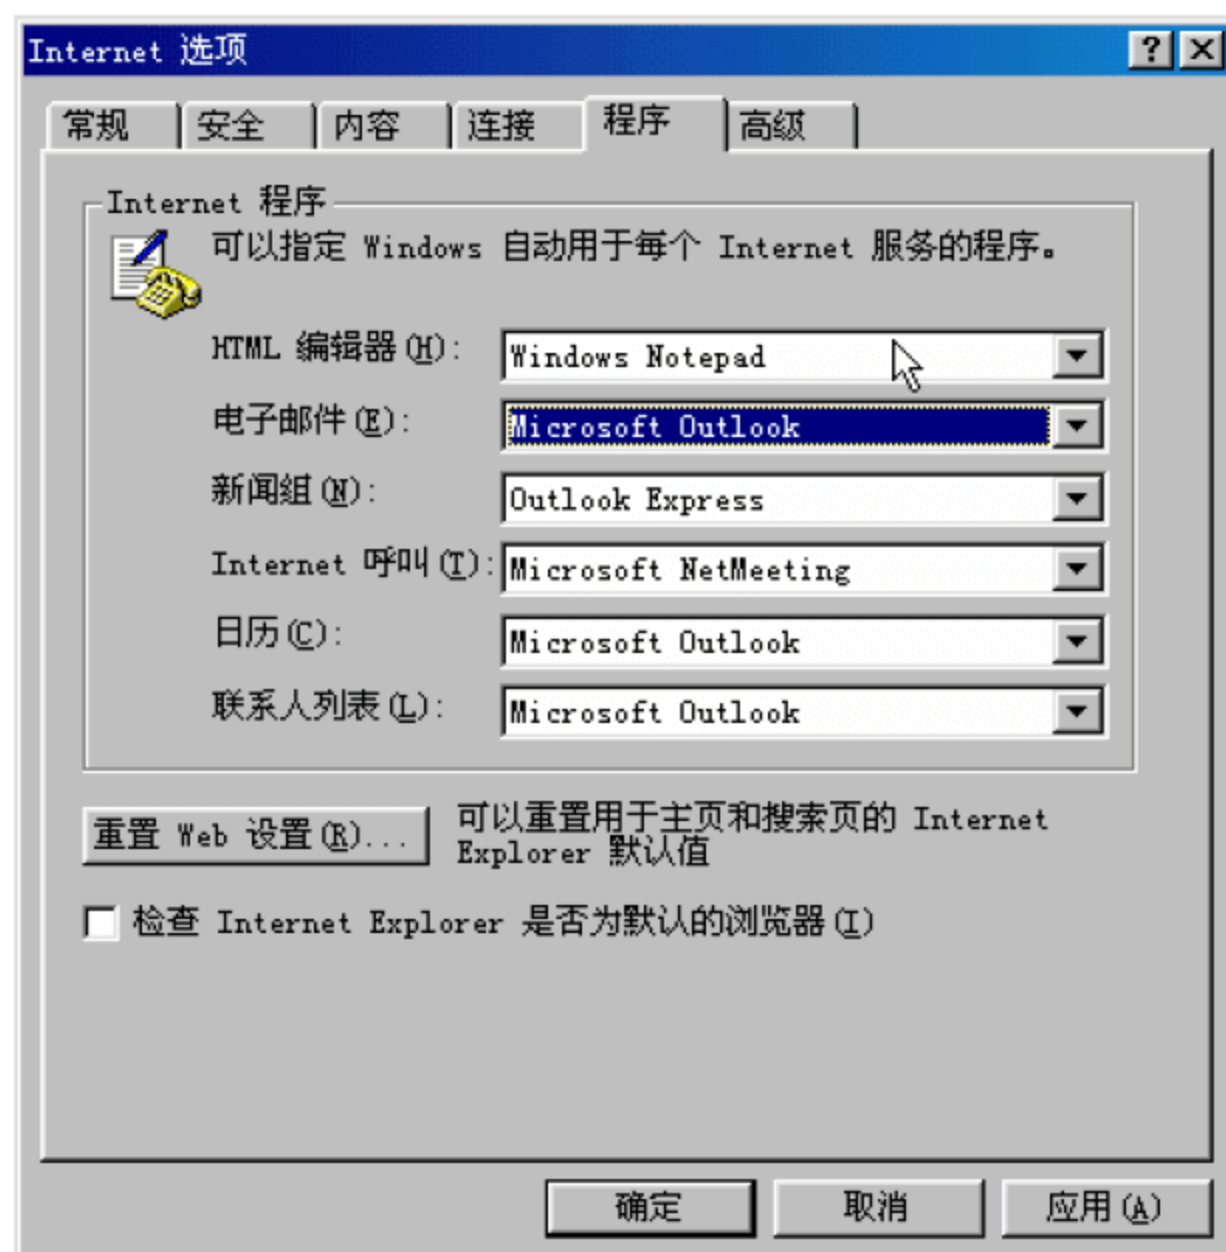 Internet 选项
常规 安全 内容 连接 程序 高级
Internet 程序
可以指定 Windows 自动用于每个 Internet 服务的程序。
HTML 编辑器(H): Windows Notepad
电子邮件(E): Microsoft Outlook
新闻组(N): Outlook Express
Internet 呼叫(T): Microsoft NetMeeting
日历(C): Microsoft Outlook
联系人列表(L): Microsoft Outlook
重置 Web 设置(R)... 可以重置用于主页和搜索页的 Internet
Explorer 默认值
检查 Internet Explorer 是否为默认的浏览器(I)
确定 取消 应用(A)